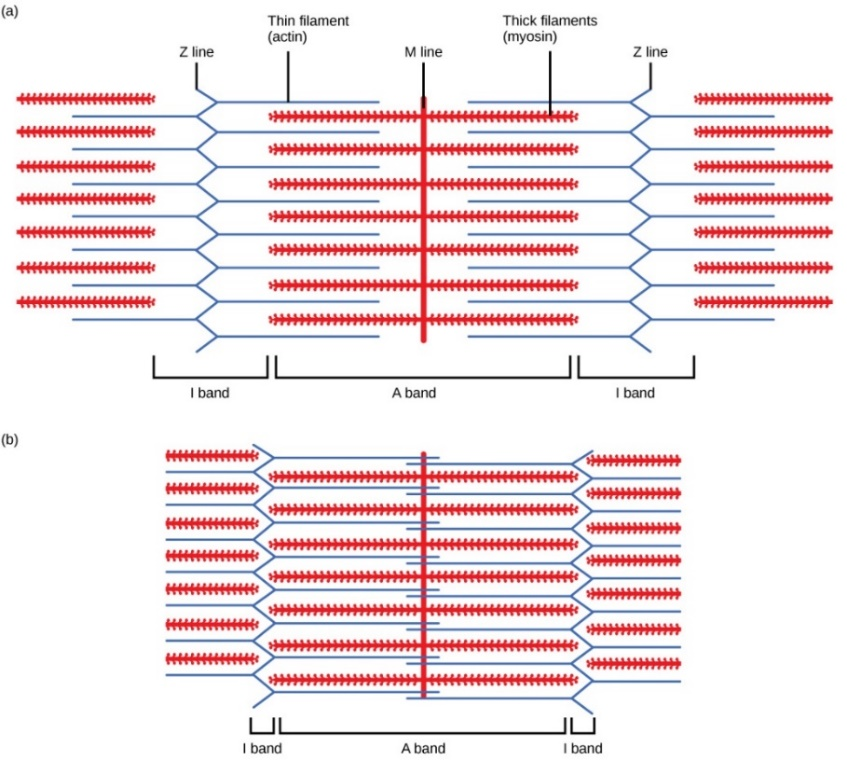 (a)
Thin filament
(actin)
Thick filaments
(myosin)
Z line
M line
Z line
I band
A band
I band
(b)
I band
A band
I band